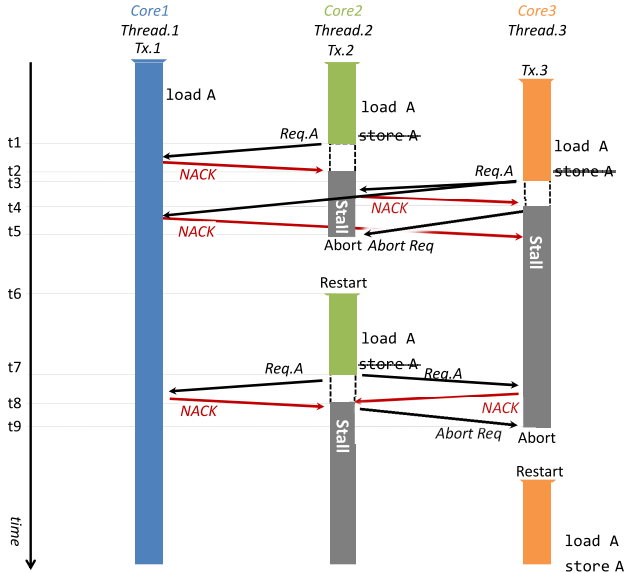 Core1 Core2 Core3
Thread.1 Thread.2 Thread.3
Tx.1 Tx.2
Tx.3
load A
load A
t1 Req.A store A
load A
t2 NACK Req.A store A
t3
t4 Stall NACK
NACK
t5 Stall
Abort Abort Req
Restart
t6
load A
t7 Req.A store A
Req.A
t8 NACK NACK
t9 Stall Abort Req Abort
Restart
time
load A
store A